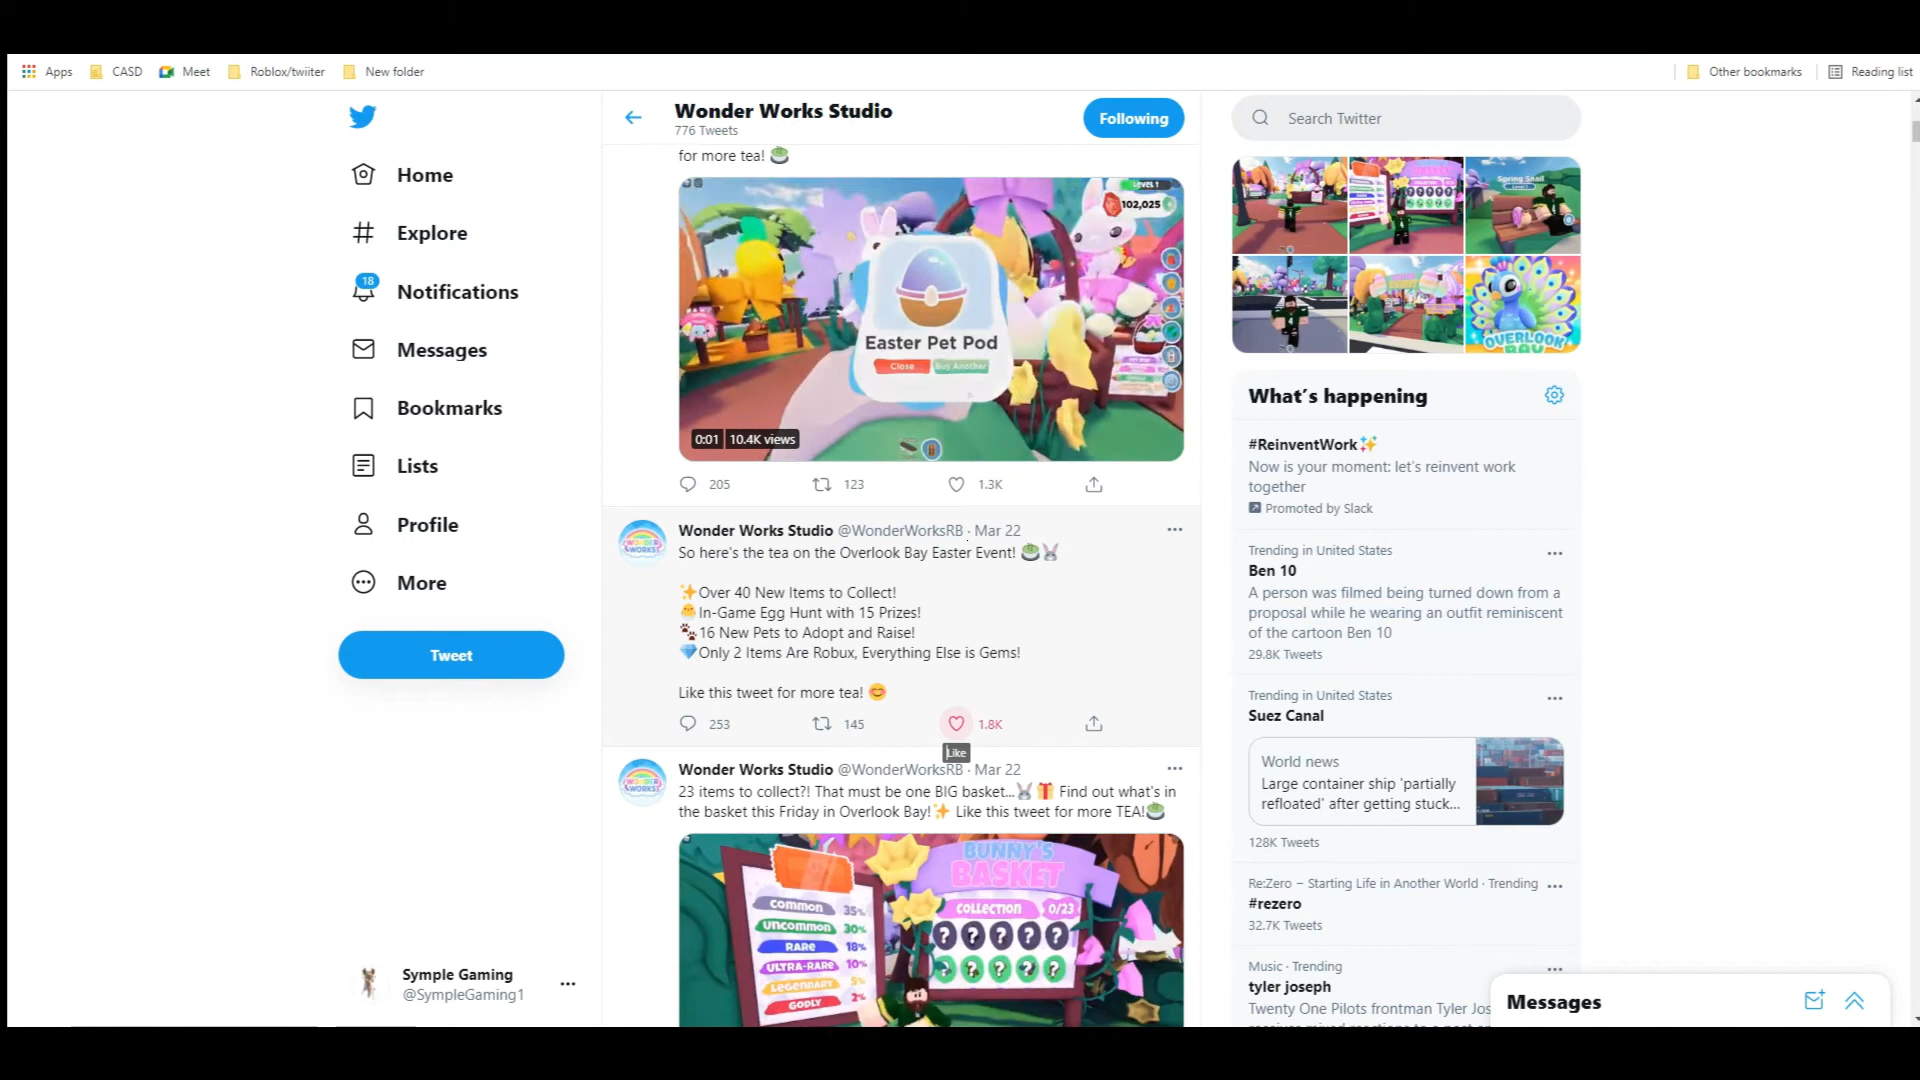 Apps CASD Meet Roblox/twiiter New folder Other bookmarks Reading list
Home
Explore
18
Notifications
Messages
Bookmarks
Lists
Profile
More
Tweet
Symple Gaming
@SympleGaming1
Wonder Works Studio
776 Tweets
Following
for more tea!
LEVEL 1
102,025
Easter Pet Pod
Close Buy Another
0:01 10.4K views
205 123 1.3K
Wonder Works Studio @WonderWorksRB · Mar 22
So here's the tea on the Overlook Bay Easter Event!
Over 40 New Items to Collect!
In-Game Egg Hunt with 15 Prizes!
16 New Pets to Adopt and Raise!
Only 2 Items Are Robux, Everything Else is Gems!
Like this tweet for more tea!
253 145 1.8K
Like
Wonder Works Studio @WonderWorksRB · Mar 22
23 items to collect?! That must be one BIG basket... Find out what's in
the basket this Friday in Overlook Bay! Like this tweet for more TEA!
BUNNY'S
BASKET
COLLECTION 0/23
COMMON 35%
UNCOMMON 30%
RARE 18%
ULTRA-RARE 10%
LEGENDARY 5%
GODLY 2%
Search Twitter
Spring Snail
OVERLOOK
BAY
What's happening
#ReinventWork
Now is your moment: let's reinvent work
together
Promoted by Slack
Trending in United States
Ben 10
A person was filmed being turned down from a
proposal while he wearing an outfit reminiscent
of the cartoon Ben 10
29.8K Tweets
Trending in United States
Suez Canal
World news
Large container ship 'partially
refloated' after getting stuck...
128K Tweets
Re:Zero − Starting Life in Another World · Trending
#rezero
32.7K Tweets
Music · Trending
tyler joseph
Twenty One Pilots frontman Tyler Jos
Messages